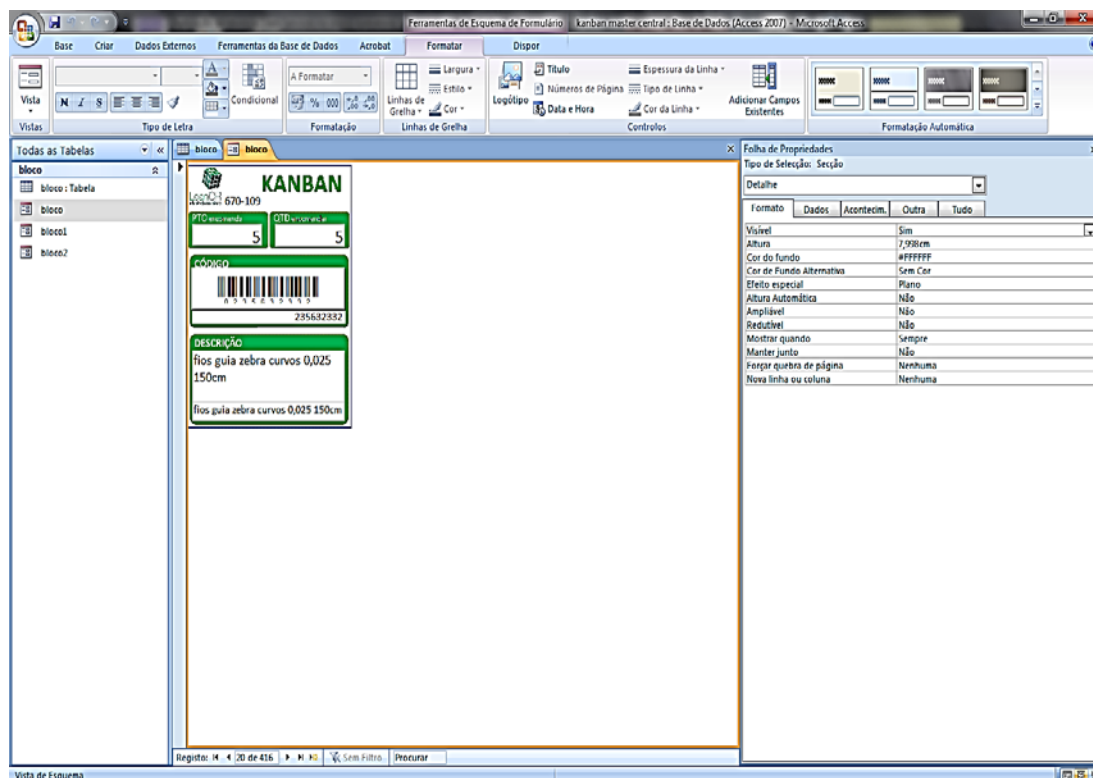 Ferramentas de Esquema de Formulário kanban master central : Base de Dados (Access 2007) - Microsoft Access
Base Criar Dados Externos Ferramentas da Base de Dados Acrobat Formatar Dispor
Vista
Vistas
N I S
Condicional
Tipo de Letra
A Formatar
% 000
Formatação
Linhas de Grelha
Largura
Estilo
Cor
Linhas de Grelha
Logótipo
Título
Números de Página
Data e Hora
Espessura da Linha
Tipo de Linha
Cor da Linha
Controlos
Adicionar Campos Existentes
Formatação Automática
Todas as Tabelas
bloco
bloco : Tabela
bloco
bloco1
bloco2
bloco bloco
KANBAN
670-109
5 5
CÓDIGO
235632332
DESCRIÇÃO
fios guia zebra curvos 0,025
150cm
fios guia zebra curvos 0,025 150cm
Registo: 20 de 416 Sem Filtro Procurar
Folha de Propriedades
Tipo de Selecção: Secção
Detalhe
Formato Dados Acontecim. Outra Tudo
Visível Sim
Altura 7,998cm
Cor do fundo #FFFFFF
Cor de Fundo Alternativa Sem Cor
Efeito especial Plano
Altura Automática Não
Ampliável Não
Redutível Não
Mostrar quando Sempre
Manter junto Não
Forçar quebra de página Nenhuma
Nova linha ou coluna Nenhuma
Vista de Esquema